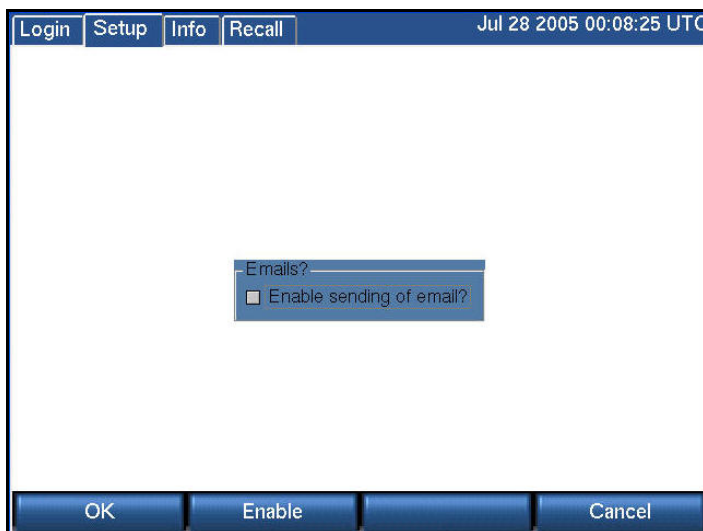 Login Setup Info Recall Jul 28 2005 00:08:25 UTC
Emails?
Enable sending of email?
OK Enable Cancel